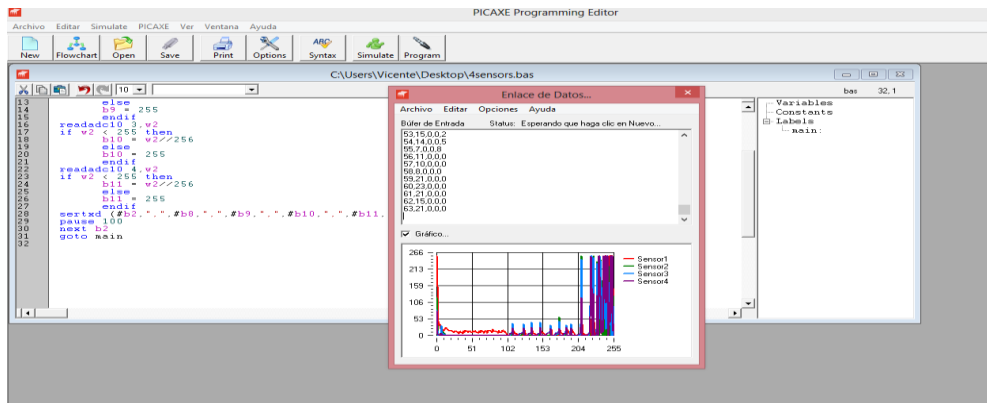 PICAXE Programming Editor
Archivo Editar Simulate PICAXE Ver Ventana Ayuda
New Flowchart Open Save Print Options Syntax Simulate Program
ABC
C:\Users\Vicente\Desktop\4sensors.bas
10
bas 32, 1
13 else
14 b9 = 255
15 endif
16 readadc10 3,w2
17 if w2 < 255 then
18 b10 = w2//256
19 else
20 b10 = 255
21 endif
22 readadc10 4,w2
23 if w2 < 255 then
24 b11 = w2//256
25 else
26 b11 = 255
27 endif
28 sertxd (#b2,",",#b8,",",#b9,",",#b10,",",#b11,
29 pause 100
30 next b2
31 goto main
32
Variables
Constants
Labels
main:
Enlace de Datos...
Archivo Editar Opciones Ayuda
Búfer de Entrada Status: Esperando que haga clic en Nuevo...
53,15,0,0,2
54,14,0,0,5
55,7,0,0,8
56,11,0,0,0
57,10,0,0,0
58,8,0,0,0
59,21,0,0,0
60,23,0,0,0
61,21,0,0,0
62,15,0,0,0
63,21,0,0,0
Gráfico...
266
213
159
106
53
0
0 51 102 153 204 255
Sensor1
Sensor2
Sensor3
Sensor4